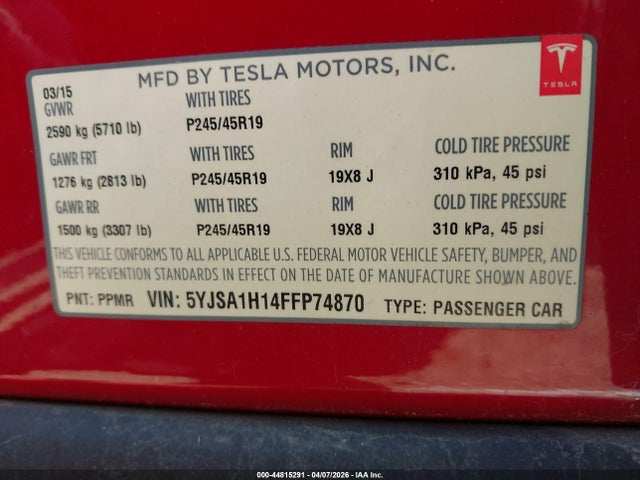 MFD BY TESLA MOTORS, INC.
TESLA
03/15
GVWR WITH TIRES
2590 kg (5710 lb) P245/45R19
GAWR FRT WITH TIRES RIM COLD TIRE PRESSURE
1276 kg (2813 lb) P245/45R19 19X8 J 310 kPa, 45 psi
GAWR RR WITH TIRES RIM COLD TIRE PRESSURE
1500 kg (3307 lb) P245/45R19 19X8 J 310 kPa, 45 psi
THIS VEHICLE CONFORMS TO ALL APPLICABLE U.S. FEDERAL MOTOR VEHICLE SAFETY, BUMPER, AND
THEFT PREVENTION STANDARDS IN EFFECT ON THE DATE OF MANUFACTURE SHOWN ABOVE.
PNT: PPMR VIN: 5YJSA1H14FFP74870 TYPE: PASSENGER CAR
000-44815291 - 04/07/2026 - IAA Inc.